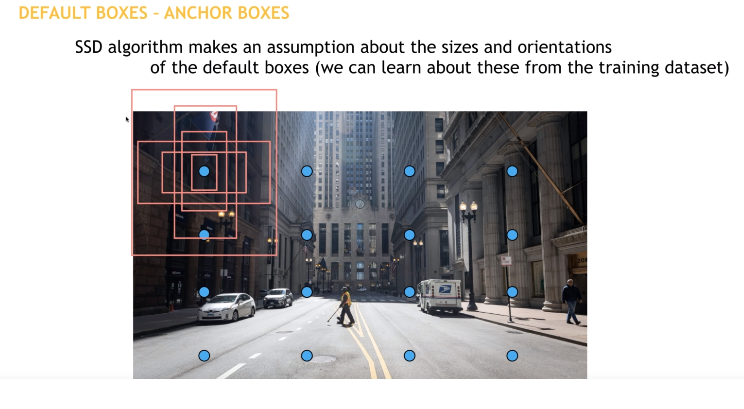 DEFAULT BOXES - ANCHOR BOXES
SSD algorithm makes an assumption about the sizes and orientations
of the default boxes (we can learn about these from the training dataset)